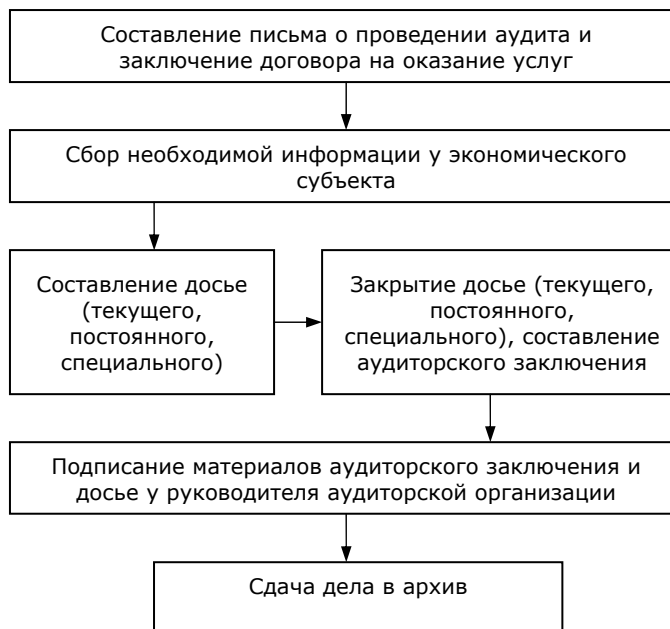 Составление письма о проведении аудита и
заключение договора на оказание услуг
Сбор необходимой информации у экономического
субъекта
Составление досье
(текущего,
постоянного,
специального)
Закрытие досье (текущего,
постоянного,
специального), составление
аудиторского заключения
Подписание материалов аудиторского заключения и
досье у руководителя аудиторской организации
Сдача дела в архив